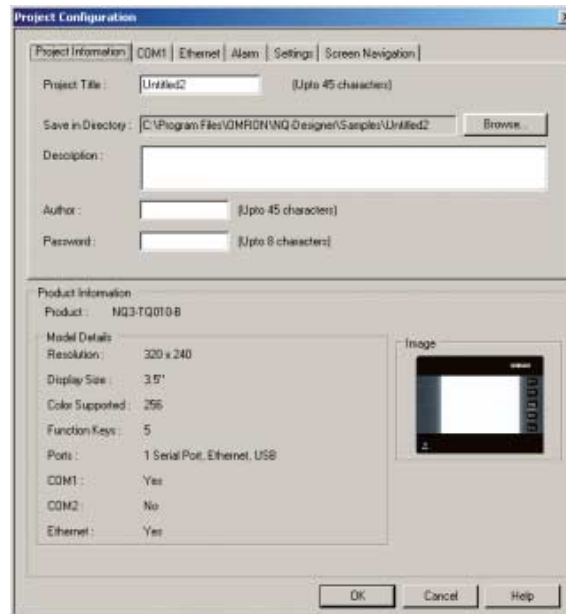 Project Configuration
Project Information COM1 Ethernet Alarm Settings Screen Navigation
Project Title : Untitled2 (Upto 45 characters)
Save in Directory : C:\Program Files\OMRON\NQ-Designer\Samples\Untitled2 Browse...
Description :
Author : (Upto 45 characters)
Password : (Upto 8 characters)
Product Information
Product : NQ3-TQ010-B
Model Details
Image
Resolution : 320 x 240
Display Size : 3.5"
Color Supported : 256
Function Keys : 5
Ports : 1 Serial Port, Ethernet, USB
COM1 : Yes
COM2 : No
Ethernet : Yes
OK Cancel Help